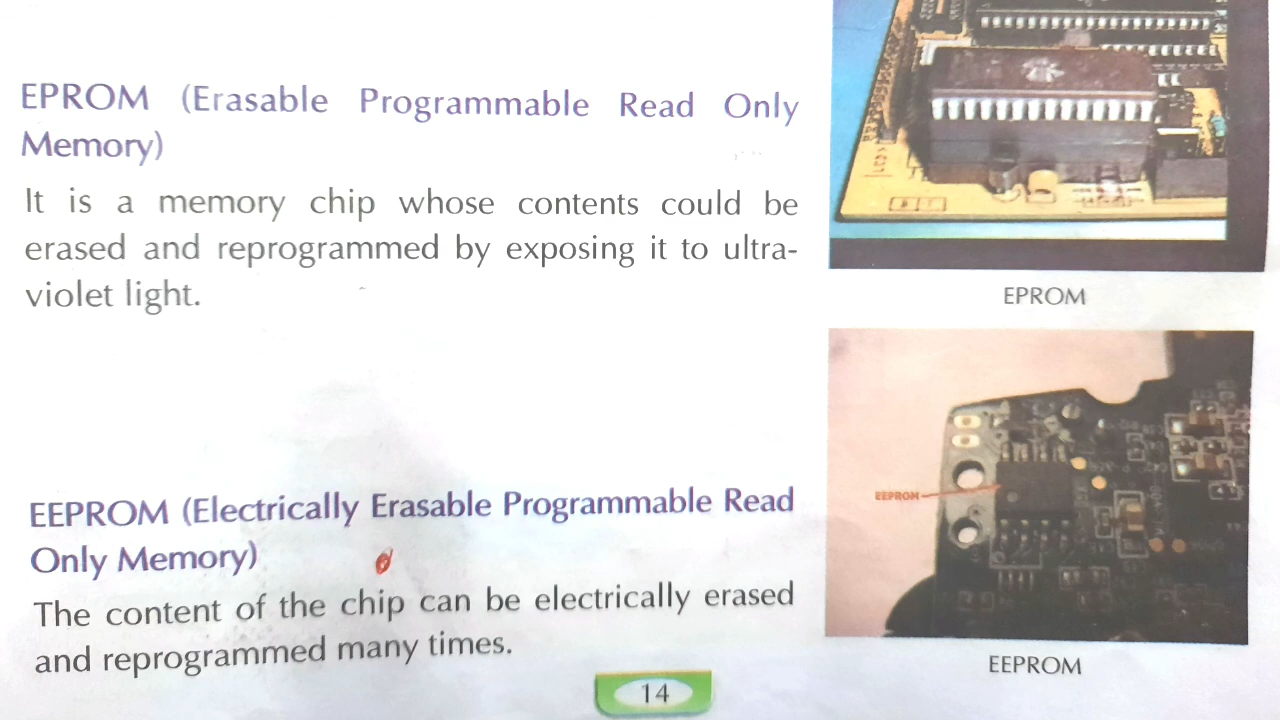 EPROM (Erasable Programmable Read Only
Memory)
It is a memory chip whose contents could be
erased and reprogrammed by exposing it to ultra-
violet light.
EPROM
EEPROM (Electrically Erasable Programmable Read
Only Memory)
The content of the chip can be electrically erased
and reprogrammed many times.
EEPROM
EEPROM
14